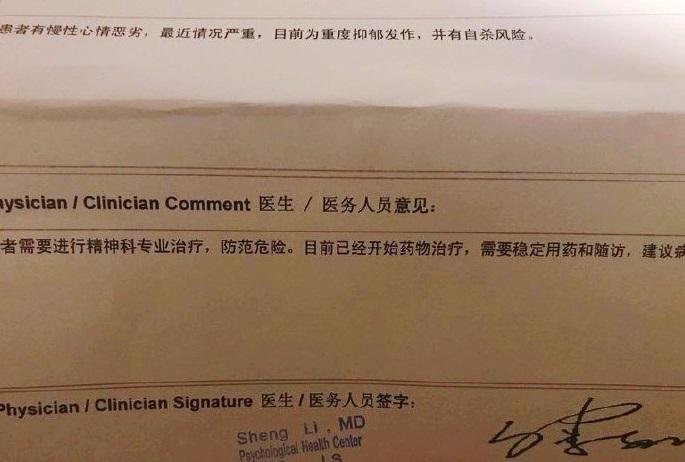 患者有慢性心情恶劣，最近情况严重，目前为重度抑郁发作，并有自杀风险。
hysician / Clinician Comment 医生 / 医务人员意见：
者需要进行精神科专业治疗，防范危险。目前已经开始药物治疗，需要稳定用药和随访，建议病
Physician / Clinician Signature 医生 / 医务人员签字：
Sheng Li, MD
Psychological Health Center